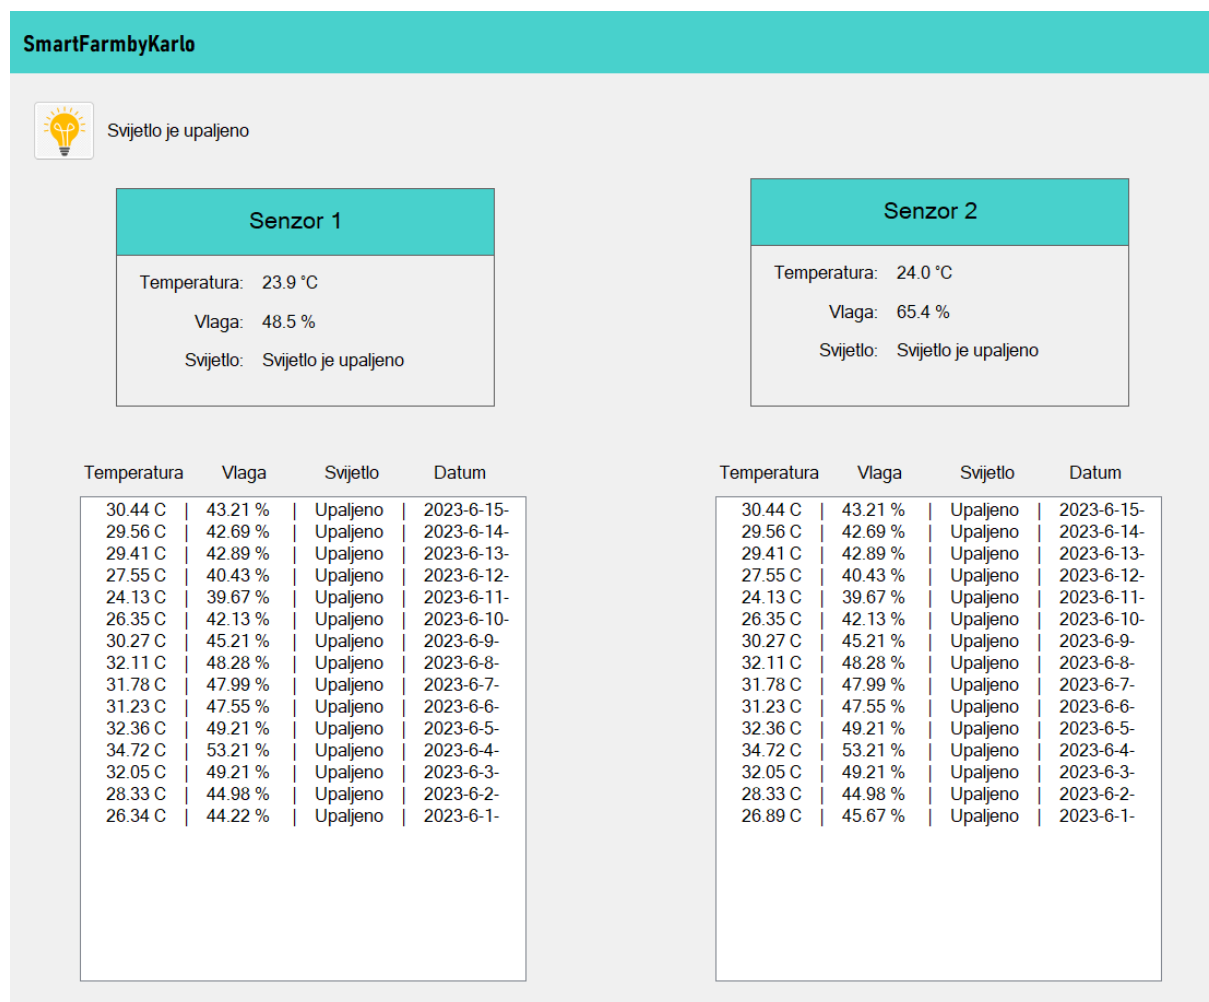 SmartFarmbyKarlo
Svijetlo je upaljeno
Senzor 1
Temperatura: 23.9 °C
Vlaga: 48.5 %
Svijetlo: Svijetlo je upaljeno
Senzor 2
Temperatura: 24.0 °C
Vlaga: 65.4 %
Svijetlo: Svijetlo je upaljeno
Temperatura Vlaga Svijetlo Datum
30.44 C | 43.21 % | Upaljeno | 2023-6-15-
29.56 C | 42.69 % | Upaljeno | 2023-6-14-
29.41 C | 42.89 % | Upaljeno | 2023-6-13-
27.55 C | 40.43 % | Upaljeno | 2023-6-12-
24.13 C | 39.67 % | Upaljeno | 2023-6-11-
26.35 C | 42.13 % | Upaljeno | 2023-6-10-
30.27 C | 45.21 % | Upaljeno | 2023-6-9-
32.11 C | 48.28 % | Upaljeno | 2023-6-8-
31.78 C | 47.99 % | Upaljeno | 2023-6-7-
31.23 C | 47.55 % | Upaljeno | 2023-6-6-
32.36 C | 49.21 % | Upaljeno | 2023-6-5-
34.72 C | 53.21 % | Upaljeno | 2023-6-4-
32.05 C | 49.21 % | Upaljeno | 2023-6-3-
28.33 C | 44.98 % | Upaljeno | 2023-6-2-
26.34 C | 44.22 % | Upaljeno | 2023-6-1-
Temperatura Vlaga Svijetlo Datum
30.44 C | 43.21 % | Upaljeno | 2023-6-15-
29.56 C | 42.69 % | Upaljeno | 2023-6-14-
29.41 C | 42.89 % | Upaljeno | 2023-6-13-
27.55 C | 40.43 % | Upaljeno | 2023-6-12-
24.13 C | 39.67 % | Upaljeno | 2023-6-11-
26.35 C | 42.13 % | Upaljeno | 2023-6-10-
30.27 C | 45.21 % | Upaljeno | 2023-6-9-
32.11 C | 48.28 % | Upaljeno | 2023-6-8-
31.78 C | 47.99 % | Upaljeno | 2023-6-7-
31.23 C | 47.55 % | Upaljeno | 2023-6-6-
32.36 C | 49.21 % | Upaljeno | 2023-6-5-
34.72 C | 53.21 % | Upaljeno | 2023-6-4-
32.05 C | 49.21 % | Upaljeno | 2023-6-3-
28.33 C | 44.98 % | Upaljeno | 2023-6-2-
26.89 C | 45.67 % | Upaljeno | 2023-6-1-